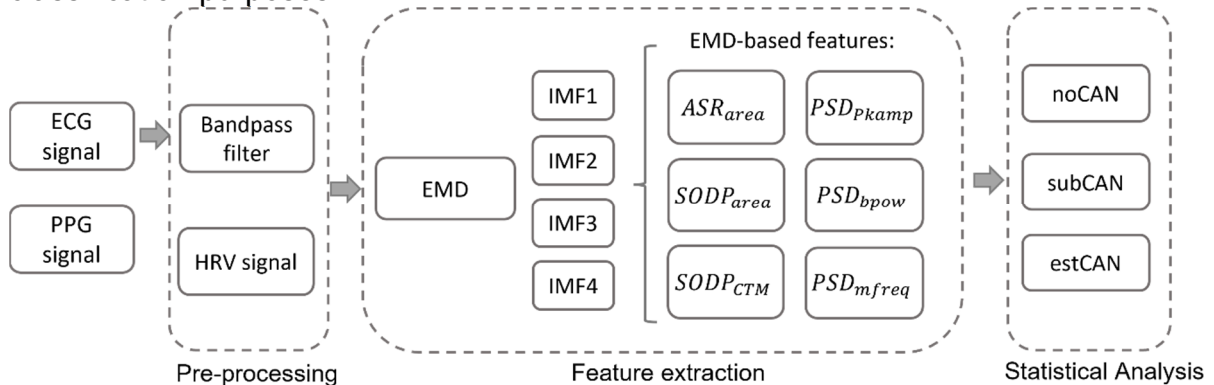 ECG
signal
PPG
signal
Bandpass
filter
HRV signal
Pre-processing
EMD
IMF1
IMF2
IMF3
IMF4
EMD-based features:
ASR_area
PSD_Pkamp
SODP_area
PSD_bpow
SODP_CTM
PSD_mfreq
Feature extraction
noCAN
subCAN
estCAN
Statistical Analysis